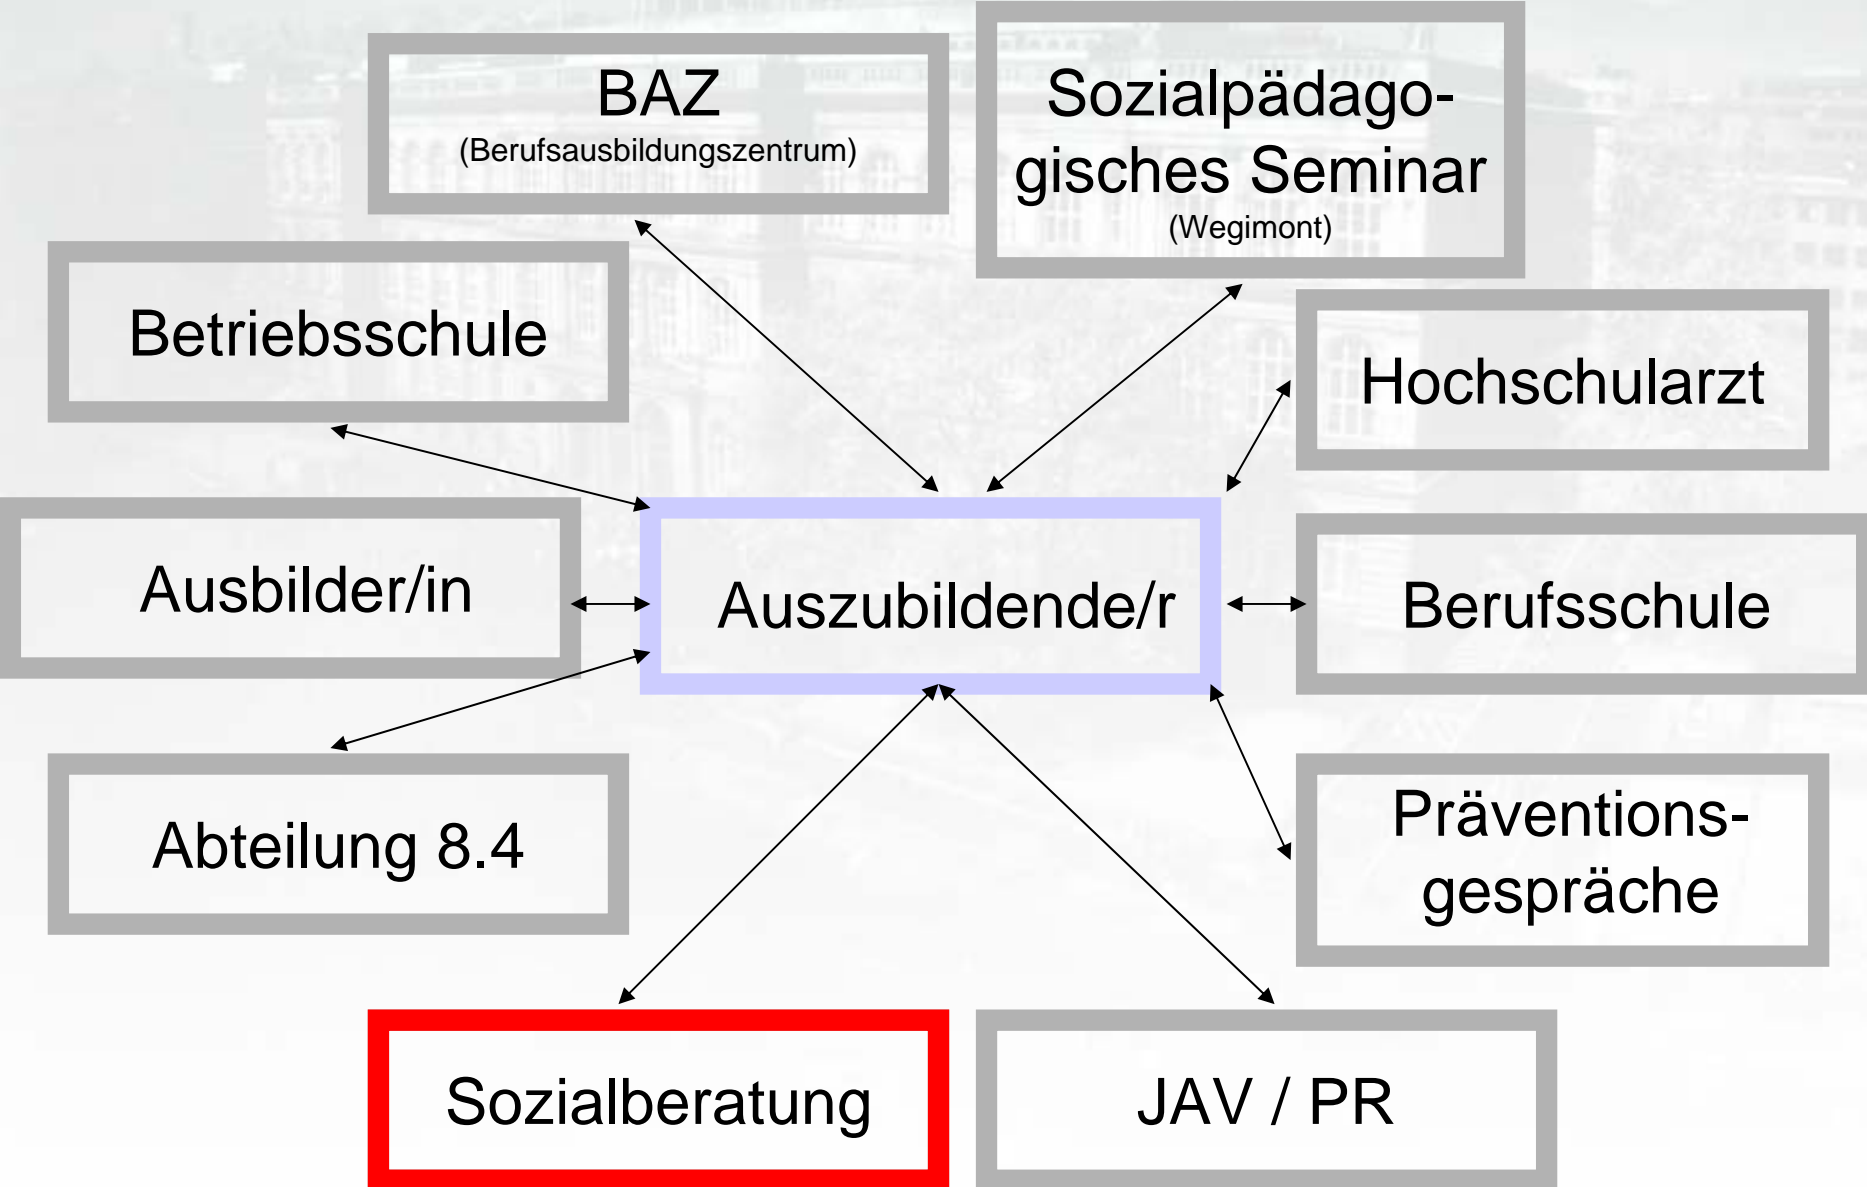 BAZ
(Berufsausbildungszentrum)
Sozialpädago-
gisches Seminar
(Wegimont)
Betriebsschule
Hochschularzt
Ausbilder/in
Auszubildende/r
Berufsschule
Abteilung 8.4
Präventions-
gespräche
Sozialberatung
JAV / PR